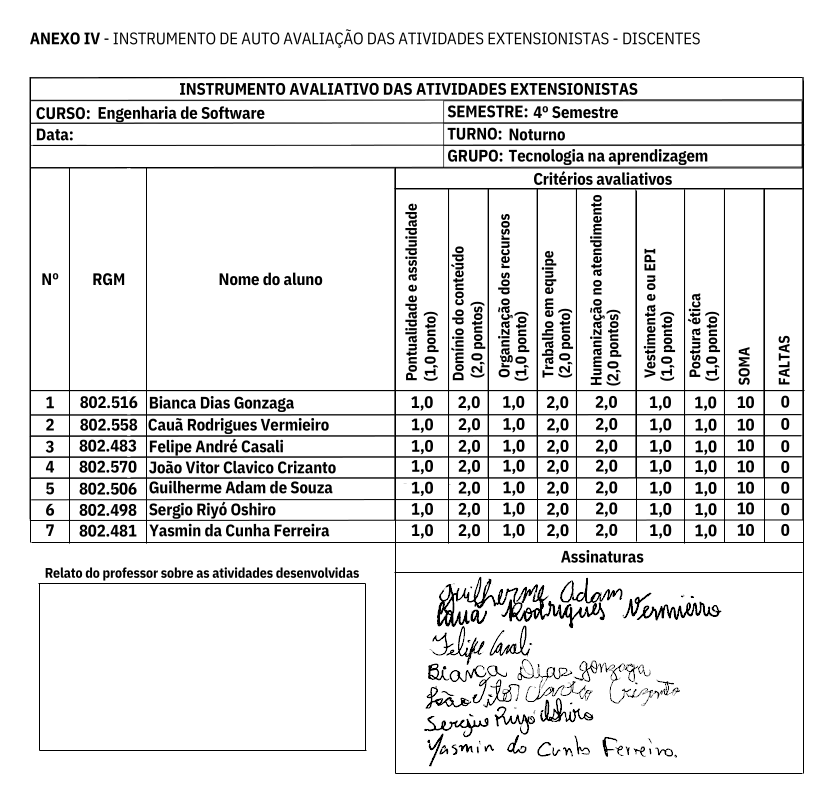 ANEXO IV - INSTRUMENTO DE AUTO AVALIAÇÃO DAS ATIVIDADES EXTENSIONISTAS - DISCENTES
INSTRUMENTO AVALIATIVO DAS ATIVIDADES EXTENSIONISTAS
CURSO: Engenharia de Software
SEMESTRE: 4º Semestre
Data:
TURNO: Noturno
GRUPO: Tecnologia na aprendizagem
Critérios avaliativos
Nº
RGM
Nome do aluno
Pontualidade e assiduidade
(1,0 ponto)
Domínio do conteúdo
(2,0 pontos)
Organização dos recursos
(1,0 ponto)
Trabalho em equipe
(2,0 ponto)
Humanização no atendimento
(2,0 pontos)
Vestimenta e ou EPI
(1,0 ponto)
Postura ética
(1,0 ponto)
SOMA
FALTAS
1 802.516 Bianca Dias Gonzaga 1,0 2,0 1,0 2,0 2,0 1,0 1,0 10 0
2 802.558 Cauã Rodrigues Vermieiro 1,0 2,0 1,0 2,0 2,0 1,0 1,0 10 0
3 802.483 Felipe André Casali 1,0 2,0 1,0 2,0 2,0 1,0 1,0 10 0
4 802.570 João Vitor Clavico Crizanto 1,0 2,0 1,0 2,0 2,0 1,0 1,0 10 0
5 802.506 Guilherme Adam de Souza 1,0 2,0 1,0 2,0 2,0 1,0 1,0 10 0
6 802.498 Sergio Riyó Oshiro 1,0 2,0 1,0 2,0 2,0 1,0 1,0 10 0
7 802.481 Yasmin da Cunha Ferreira 1,0 2,0 1,0 2,0 2,0 1,0 1,0 10 0
Relato do professor sobre as atividades desenvolvidas
Assinaturas
Guilherme Adam
Cauã Rodrigues Vermieiro
Felipe Casali
Bianca Dias gonzaga
João Vitor Clavico Crizanto
Sergio Riyó Oshiro
Yasmin da Cunha Ferreira.